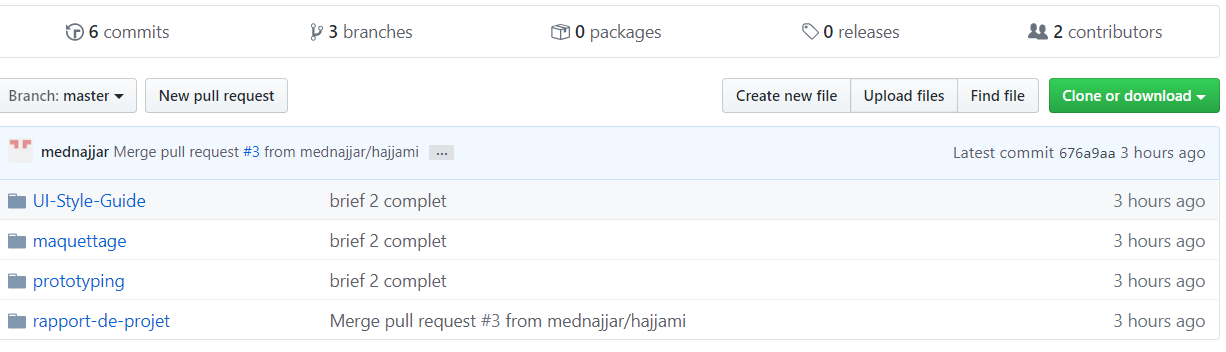 6 commits 3 branches 0 packages 0 releases 2 contributors
Branch: master New pull request Create new file Upload files Find file Clone or download
mednajjar Merge pull request #3 from mednajjar/hajjami ... Latest commit 676a9aa 3 hours ago
UI-Style-Guide brief 2 complet 3 hours ago
maquettage brief 2 complet 3 hours ago
prototyping brief 2 complet 3 hours ago
rapport-de-projet Merge pull request #3 from mednajjar/hajjami 3 hours ago